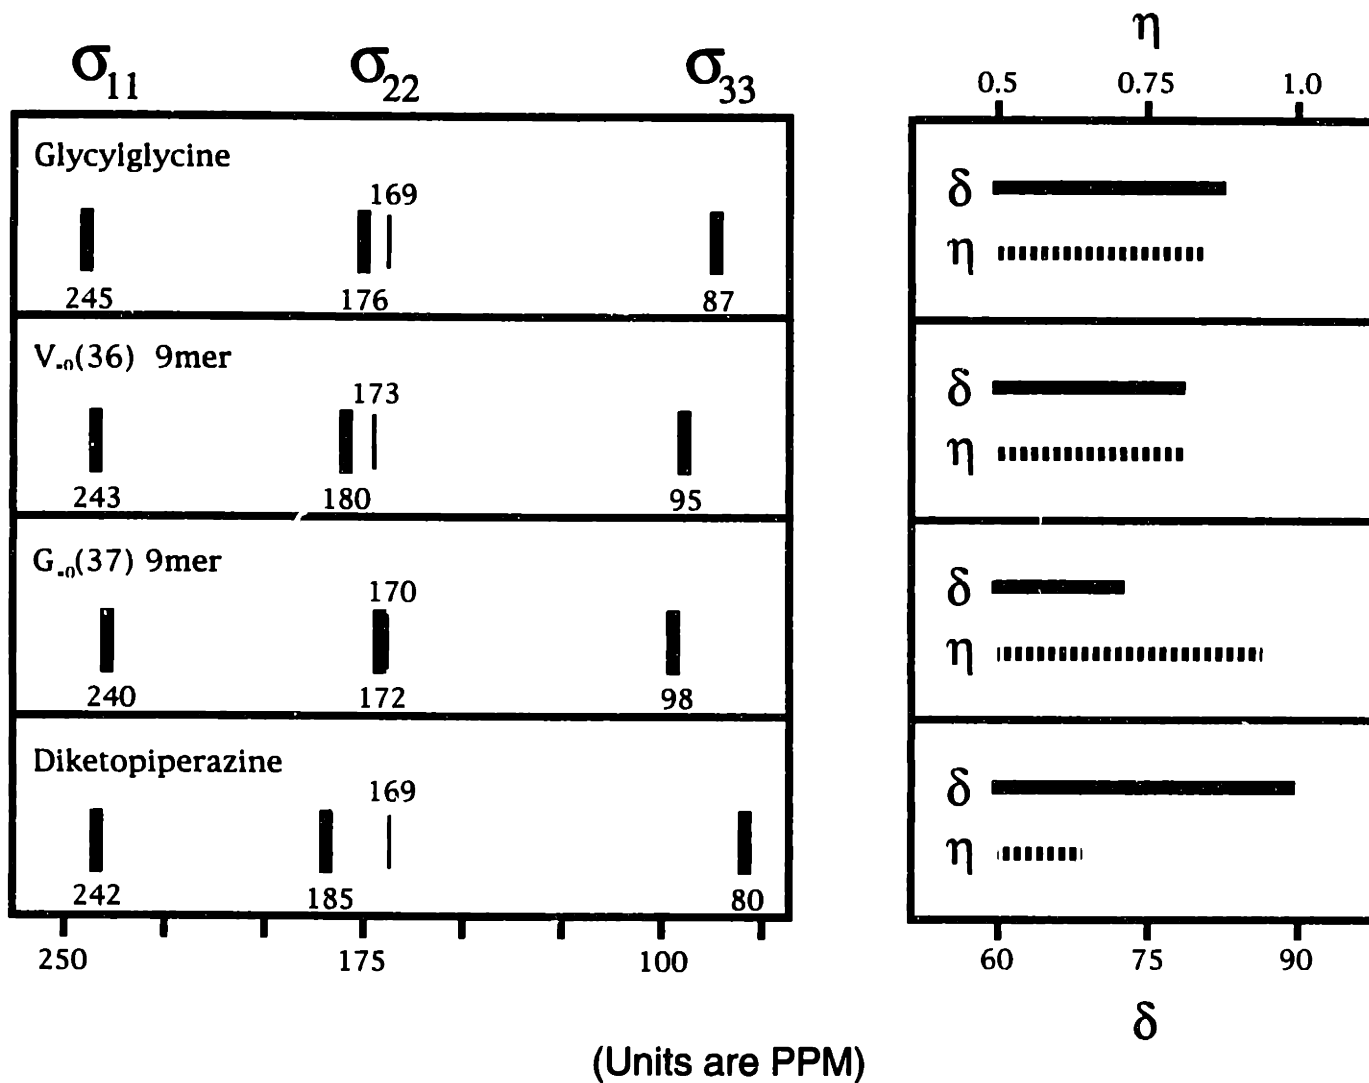 σ11 σ22 σ33
Glycylglycine
169
245 176 87
V.0(36) 9mer
173
243 180 95
G.0(37) 9mer
170
240 172 98
Diketopiperazine
169
242 185 80
250 175 100
η
0.5 0.75 1.0
δ
η
δ
η
δ
η
δ
η
60 75 90
δ
(Units are PPM)